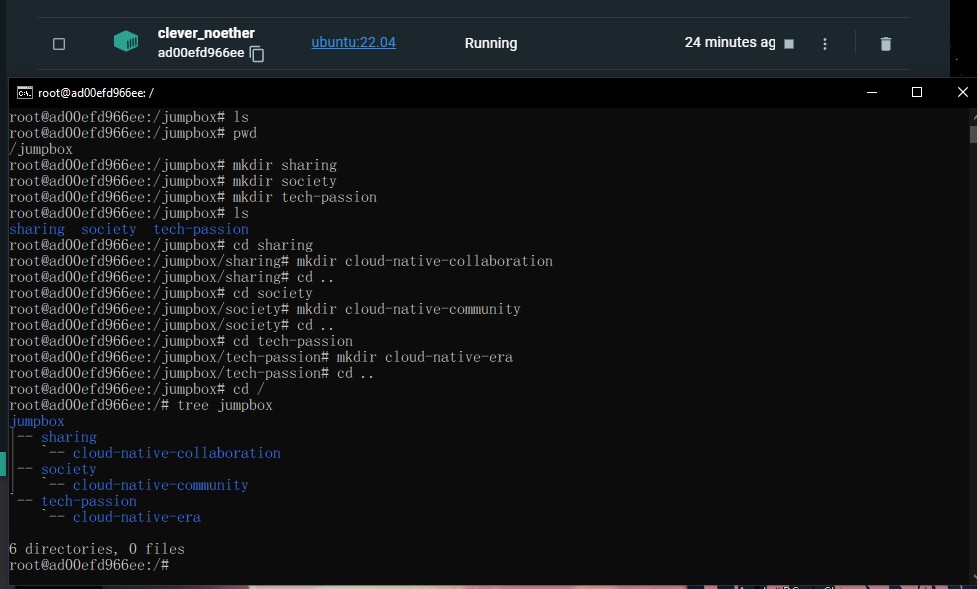 clever_noether
ad00efd966ee
ubuntu:22.04
Running
24 minutes ag
root@ad00efd966ee: /
root@ad00efd966ee:/jumpbox# ls
root@ad00efd966ee:/jumpbox# pwd
/jumpbox
root@ad00efd966ee:/jumpbox# mkdir sharing
root@ad00efd966ee:/jumpbox# mkdir society
root@ad00efd966ee:/jumpbox# mkdir tech-passion
root@ad00efd966ee:/jumpbox# ls
sharing  society  tech-passion
root@ad00efd966ee:/jumpbox# cd sharing
root@ad00efd966ee:/jumpbox/sharing# mkdir cloud-native-collaboration
root@ad00efd966ee:/jumpbox/sharing# cd ..
root@ad00efd966ee:/jumpbox# cd society
root@ad00efd966ee:/jumpbox/society# mkdir cloud-native-community
root@ad00efd966ee:/jumpbox/society# cd ..
root@ad00efd966ee:/jumpbox# cd tech-passion
root@ad00efd966ee:/jumpbox/tech-passion# mkdir cloud-native-era
root@ad00efd966ee:/jumpbox/tech-passion# cd ..
root@ad00efd966ee:/jumpbox# cd /
root@ad00efd966ee:/# tree jumpbox
jumpbox
|-- sharing
|   `-- cloud-native-collaboration
|-- society
|   `-- cloud-native-community
`-- tech-passion
    `-- cloud-native-era
6 directories, 0 files
root@ad00efd966ee:/#